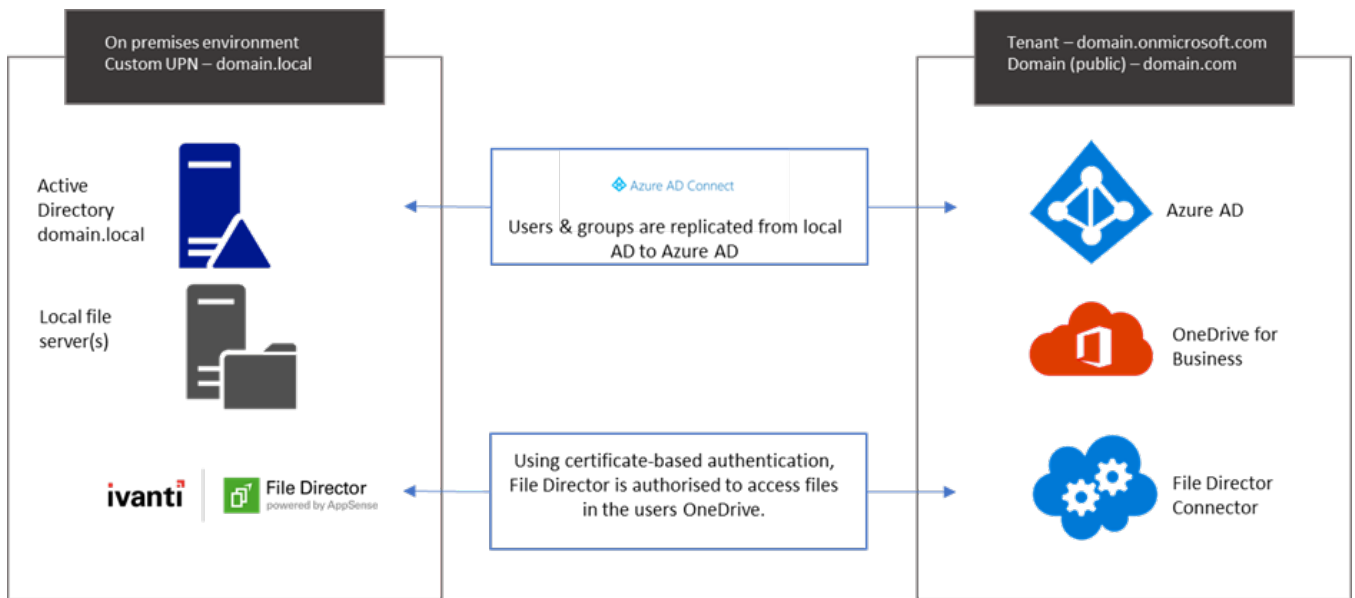 On premises environment
Custom UPN – domain.local
Tenant – domain.onmicrosoft.com
Domain (public) – domain.com
Active
Directory
domain.local
Azure AD Connect
Users & groups are replicated from local
AD to Azure AD
Azure AD
Local file
server(s)
OneDrive for
Business
ivanti
File Director
powered by AppSense
Using certificate-based authentication,
File Director is authorised to access files
in the users OneDrive.
File Director
Connector